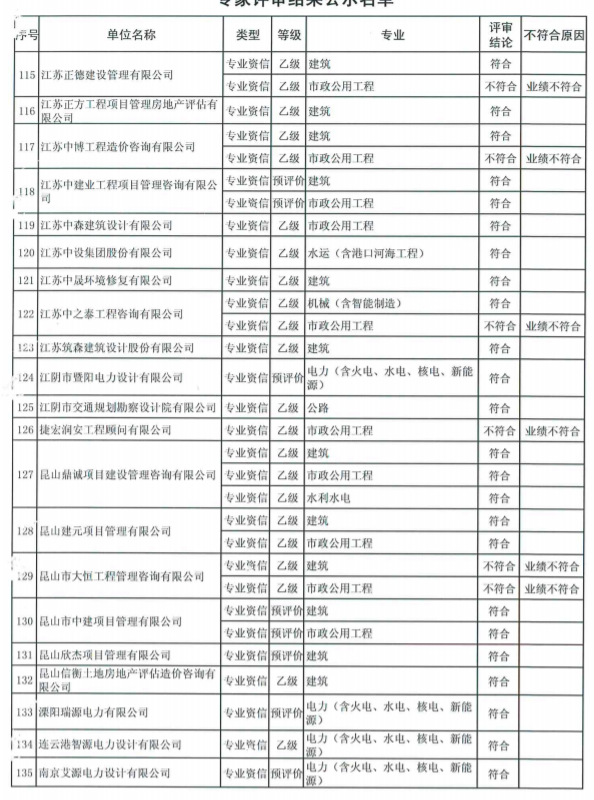 专家评审结果公示名单
序号 单位名称 类型 等级 专业 评审结论 不符合原因
115 江苏正德建设管理有限公司 专业资信 乙级 建筑 符合
专业资信 乙级 市政公用工程 不符合 业绩不符合
116 江苏正方工程项目管理房地产评估有限公司 专业资信 乙级 建筑 符合
117 江苏中博工程造价咨询有限公司 专业资信 乙级 建筑 符合
专业资信 乙级 市政公用工程 不符合 业绩不符合
118 江苏中建业工程项目管理咨询有限公司 专业资信 预评价 建筑 符合
专业资信 预评价 市政公用工程 符合
119 江苏中森建筑设计有限公司 专业资信 乙级 市政公用工程 符合
120 江苏中设集团股份有限公司 专业资信 乙级 水运（含港口河海工程） 符合
121 江苏中晟环境修复有限公司 专业资信 乙级 建筑 符合
122 江苏中之泰工程咨询有限公司 专业资信 乙级 机械（含智能制造） 符合
专业资信 乙级 市政公用工程 不符合 业绩不符合
123 江苏筑森建筑设计股份有限公司 专业资信 乙级 建筑 符合
124 江阴市暨阳电力设计有限公司 专业资信 预评价 电力（含火电、水电、核电、新能源） 符合
125 江阴市交通规划勘察设计院有限公司 专业资信 乙级 公路 符合
126 捷宏润安工程顾问有限公司 专业资信 乙级 市政公用工程 不符合 业绩不符合
127 昆山鼎诚项目建设管理咨询有限公司 专业资信 乙级 建筑 符合
专业资信 乙级 市政公用工程 符合
专业资信 乙级 水利水电 符合
128 昆山建元项目管理有限公司 专业资信 乙级 建筑 符合
专业资信 乙级 市政公用工程 符合
129 昆山市大恒工程管理咨询有限公司 专业资信 乙级 建筑 不符合 业绩不符合
专业资信 乙级 市政公用工程 不符合 业绩不符合
130 昆山市中建项目管理有限公司 专业资信 预评价 建筑 符合
专业资信 预评价 市政公用工程 符合
131 昆山欣杰项目管理有限公司 专业资信 预评价 建筑 符合
132 昆山信衡土地房地产评估造价咨询有限公司 专业资信 乙级 建筑 符合
133 溧阳瑞源电力有限公司 专业资信 预评价 电力（含火电、水电、核电、新能源） 符合
134 连云港智源电力设计有限公司 专业资信 乙级 电力（含火电、水电、核电、新能源） 符合
135 南京艾源电力设计有限公司 专业资信 预评价 电力（含火电、水电、核电、新能源） 符合